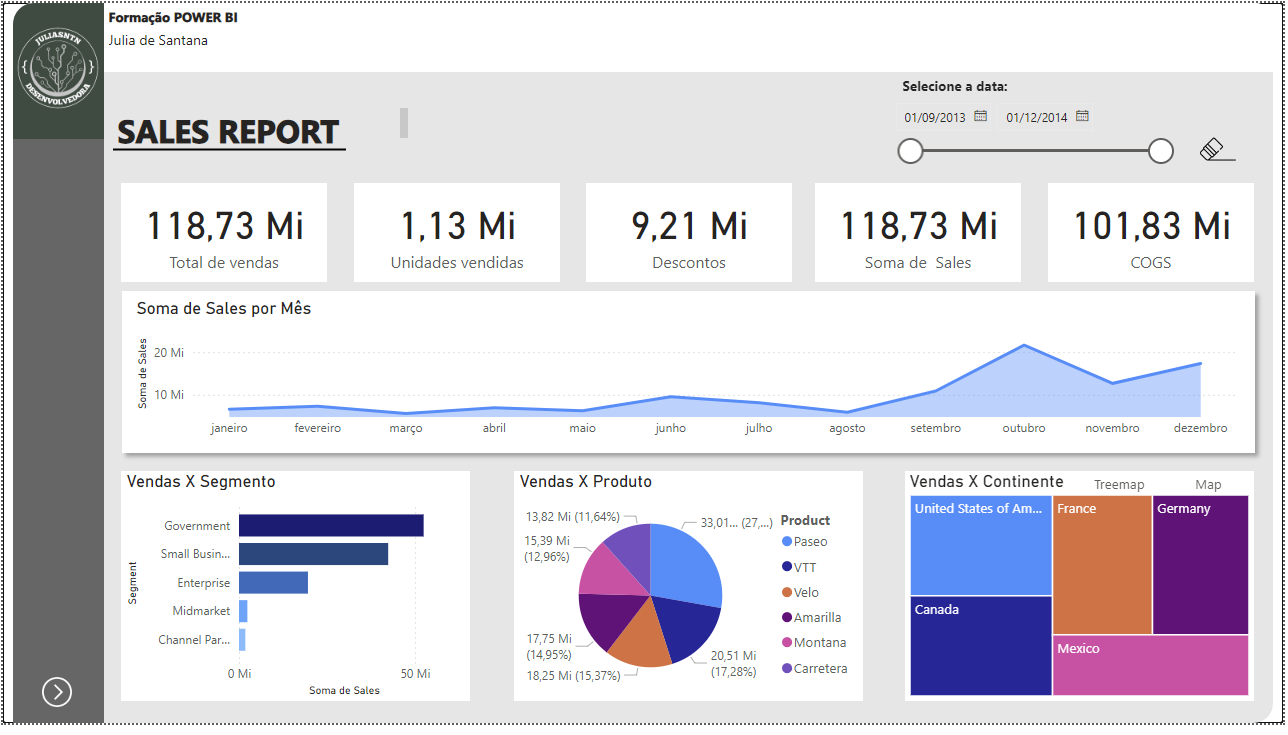 Formação POWER BI
Julia de Santana
JULIASNTN
{ }
DESENVOLVEDORA
Selecione a data:
01/09/2013
01/12/2014
SALES REPORT
118,73 Mi
Total de vendas
1,13 Mi
Unidades vendidas
9,21 Mi
Descontos
118,73 Mi
Soma de Sales
101,83 Mi
COGS
Soma de Sales por Mês
Soma de Sales
20 Mi
10 Mi
janeiro
fevereiro
março
abril
maio
junho
julho
agosto
setembro
outubro
novembro
dezembro
Vendas X Segmento
Segment
Government
Small Busin...
Enterprise
Midmarket
Channel Par...
0 Mi
50 Mi
Soma de Sales
Vendas X Produto
13,82 Mi (11,64%)
33,01... (27,...)
15,39 Mi
(12,96%)
17,75 Mi
(14,95%)
18,25 Mi (15,37%)
20,51 Mi
(17,28%)
Product
Paseo
VTT
Velo
Amarilla
Montana
Carretera
Vendas X Continente
Treemap
Map
United States of Am...
France
Germany
Canada
Mexico